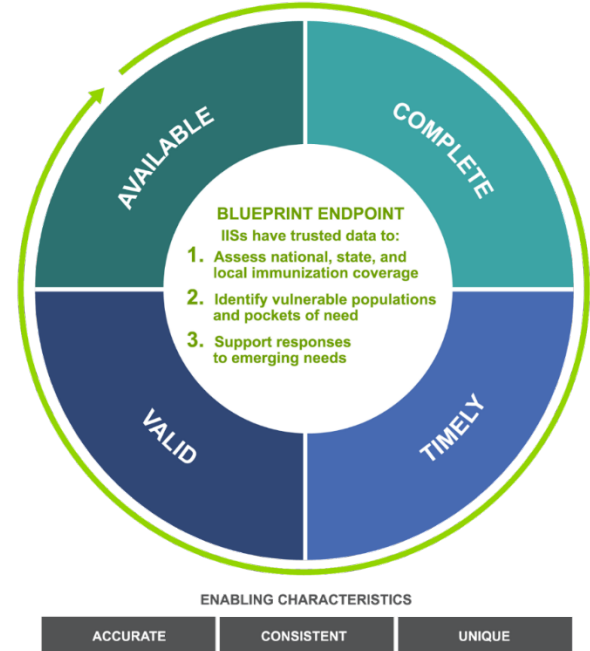 AVAILABLE
COMPLETE
BLUEPRINT ENDPOINT
IISs have trusted data to:
1. Assess national, state, and
local immunization coverage
2. Identify vulnerable populations
and pockets of need
3. Support responses
to emerging needs
VALID
TIMELY
ENABLING CHARACTERISTICS
ACCURATE
CONSISTENT
UNIQUE